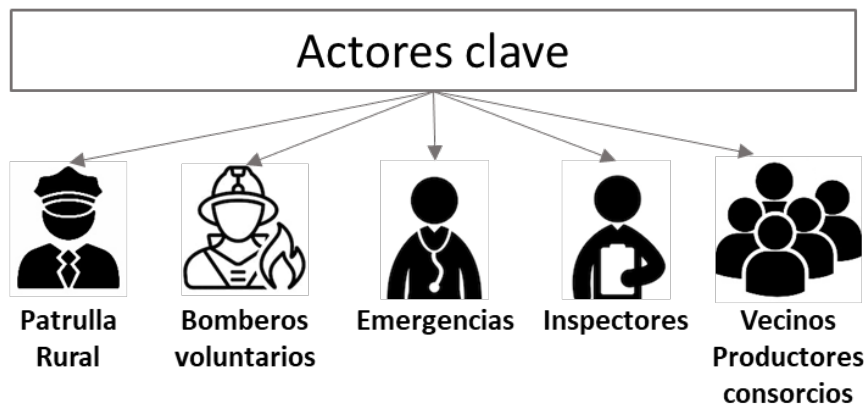 Actores clave
Patrulla
Rural
Bomberos
voluntarios
Emergencias
Inspectores
Vecinos
Productores
consorcios